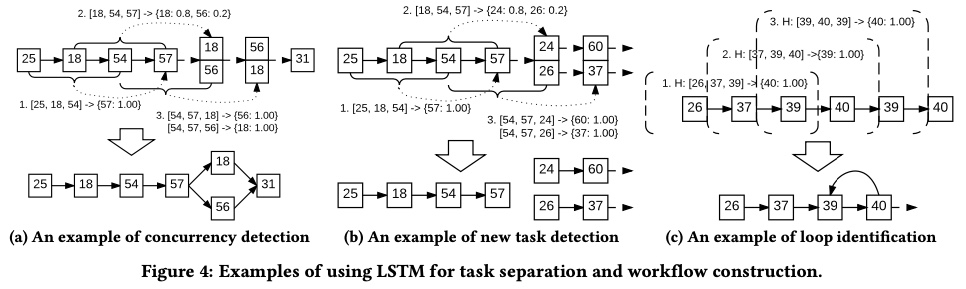 2. [18, 54, 57] -> {18: 0.8, 56: 0.2}
25 18 54 57 18 56 56 18 31
1. [25, 18, 54] -> {57: 1.00}
3. [54, 57, 18] -> {56: 1.00}
[54, 57, 56] -> {18: 1.00}
25 18 54 57 18 56 31
(a) An example of concurrency detection
2. [18, 54, 57] -> {24: 0.8, 26: 0.2}
25 18 54 57 24 26 60 37
1. [25, 18, 54] -> {57: 1.00}
3. [54, 57, 24] -> {60: 1.00}
[54, 57, 26] -> {37: 1.00}
24 60
25 18 54 57
26 37
(b) An example of new task detection
3. H: [39, 40, 39] -> {40: 1.00}
2. H: [37, 39, 40] ->{39: 1.00}
1. H: [26, 37, 39] -> {40: 1.00}
26 37 39 40 39 40
26 37 39 40
(c) An example of loop identification
Figure 4: Examples of using LSTM for task separation and workflow construction.